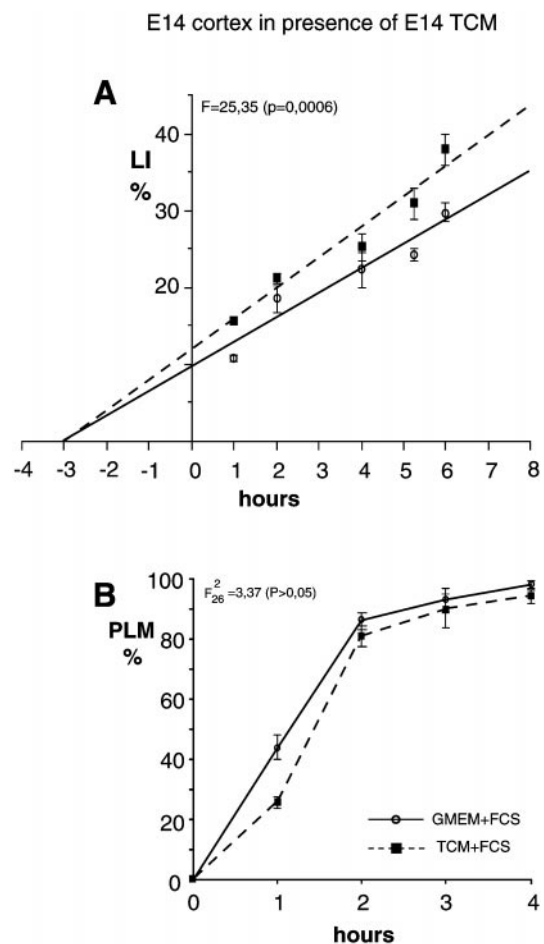 E14 cortex in presence of E14 TCM
A
F=25,35 (p=0,0006)
LI
%
40
30
20
-4 -3 -2 -1 0 1 2 3 4 5 6 7 8
hours
B
F 2 26 =3,37 (P>0,05)
PLM
%
100
80
60
40
20
0
GMEM+FCS
TCM+FCS
0 1 2 3 4
hours